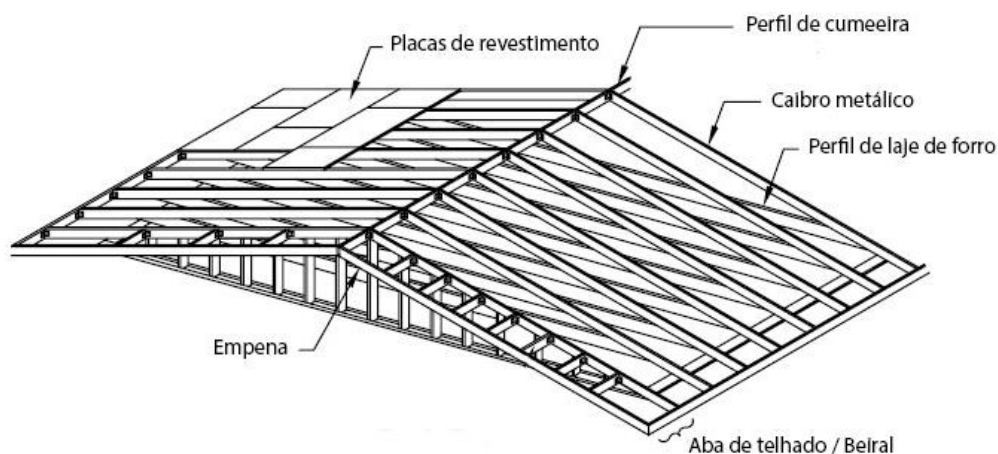 Perfil de cumeeira
Placas de revestimento
Caibro metálico
Perfil de laje de forro
Empena
Aba de telhado / Beiral